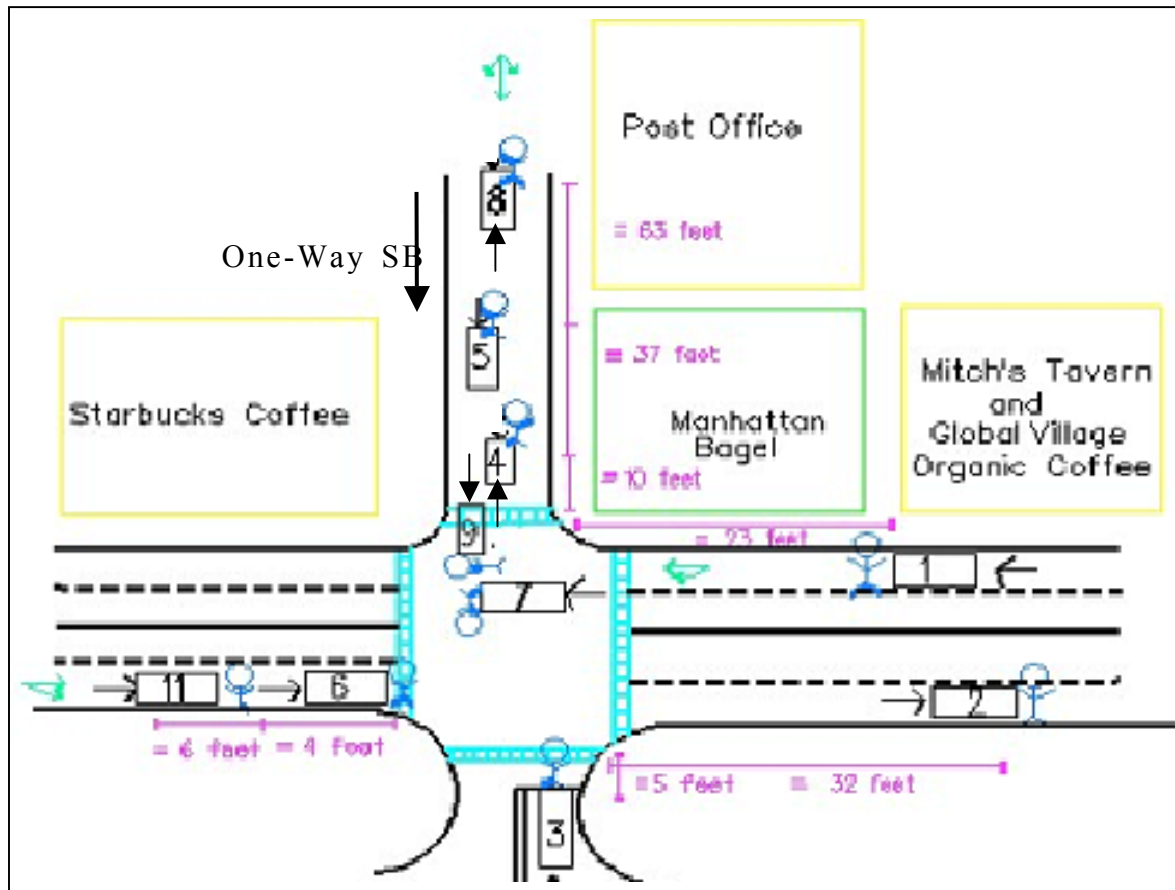 Post Office
= 63 feet
8
One-Way SB
= 37 feet
5
Starbucks Coffee
Manhattan
Bagel
Mitch's Tavern
and
Global Village
Organic Coffee
4
= 10 feet
9
= 23 feet
1
7
11
6
2
= 6 feet
= 4 feet
= 5 feet
= 32 feet
3